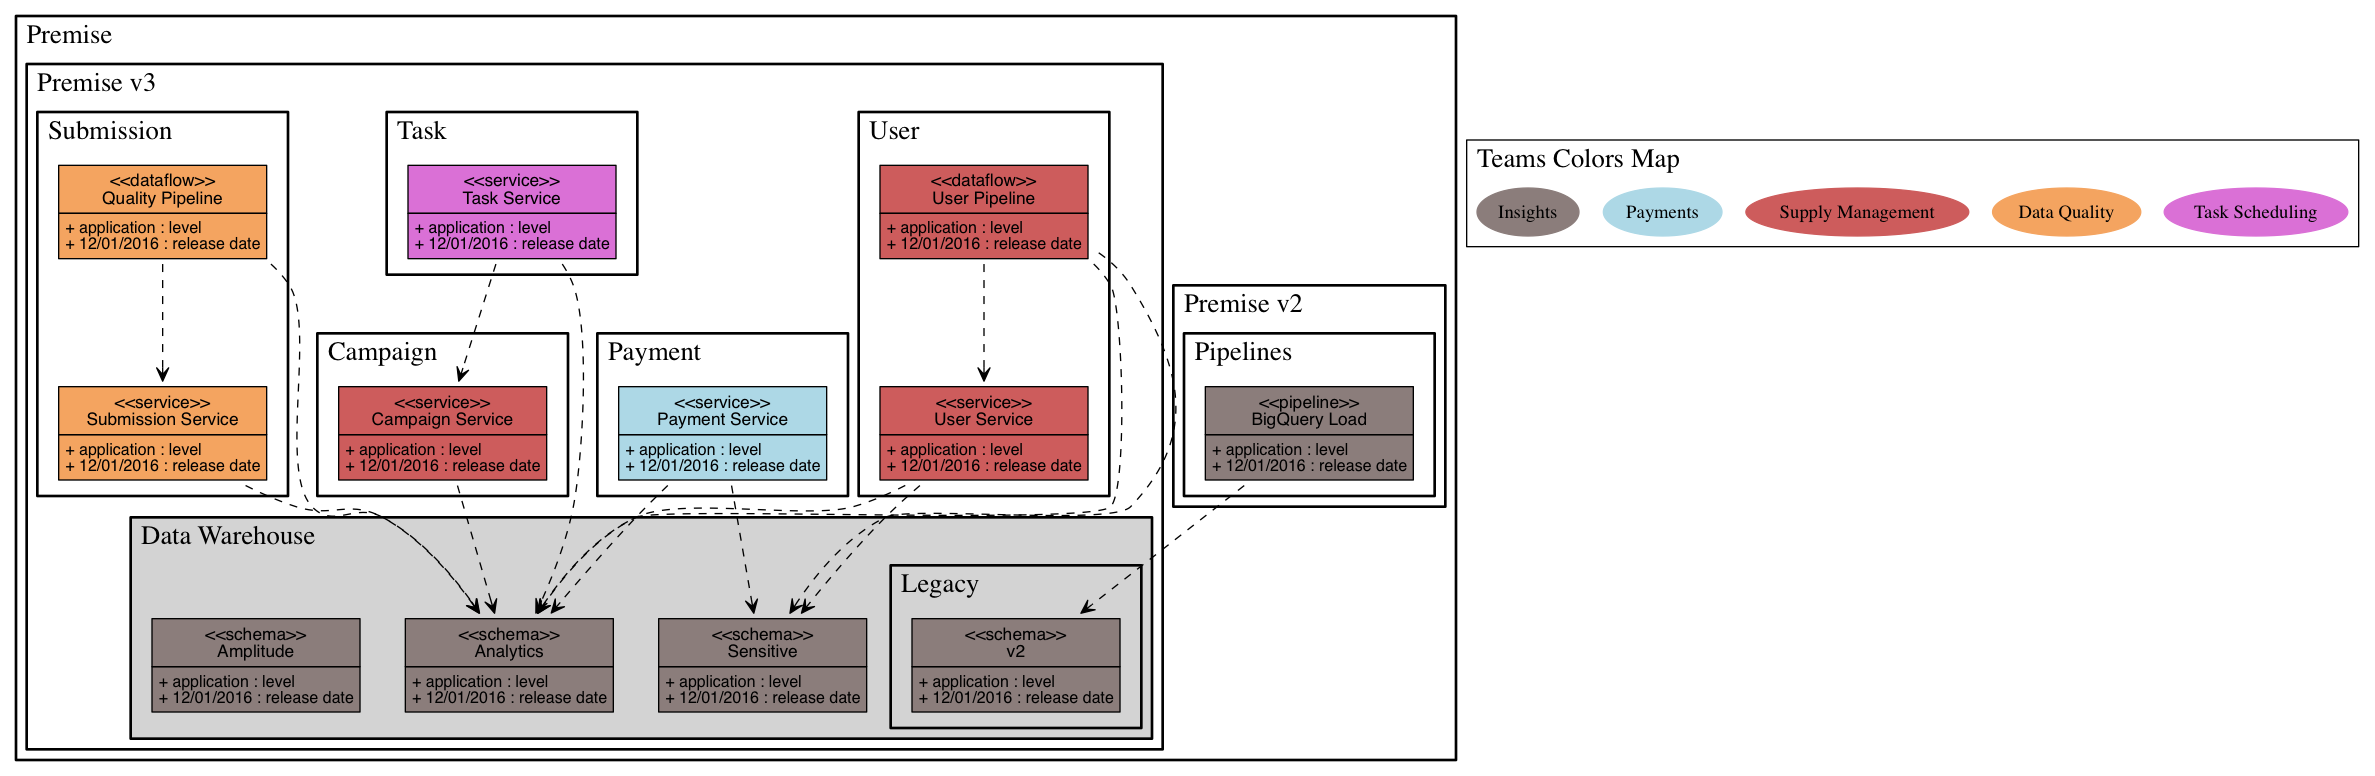 Premise
Premise v3
Submission
<<dataflow>>
Quality Pipeline
+ application : level
+ 12/01/2016 : release date
<<service>>
Submission Service
+ application : level
+ 12/01/2016 : release date
Task
<<service>>
Task Service
+ application : level
+ 12/01/2016 : release date
Campaign
<<service>>
Campaign Service
+ application : level
+ 12/01/2016 : release date
Payment
<<service>>
Payment Service
+ application : level
+ 12/01/2016 : release date
User
<<dataflow>>
User Pipeline
+ application : level
+ 12/01/2016 : release date
<<service>>
User Service
+ application : level
+ 12/01/2016 : release date
Data Warehouse
<<schema>>
Amplitude
+ application : level
+ 12/01/2016 : release date
<<schema>>
Analytics
+ application : level
+ 12/01/2016 : release date
<<schema>>
Sensitive
+ application : level
+ 12/01/2016 : release date
Legacy
<<schema>>
v2
+ application : level
+ 12/01/2016 : release date
Premise v2
Pipelines
<<pipeline>>
BigQuery Load
+ application : level
+ 12/01/2016 : release date
Teams Colors Map
Insights
Payments
Supply Management
Data Quality
Task Scheduling